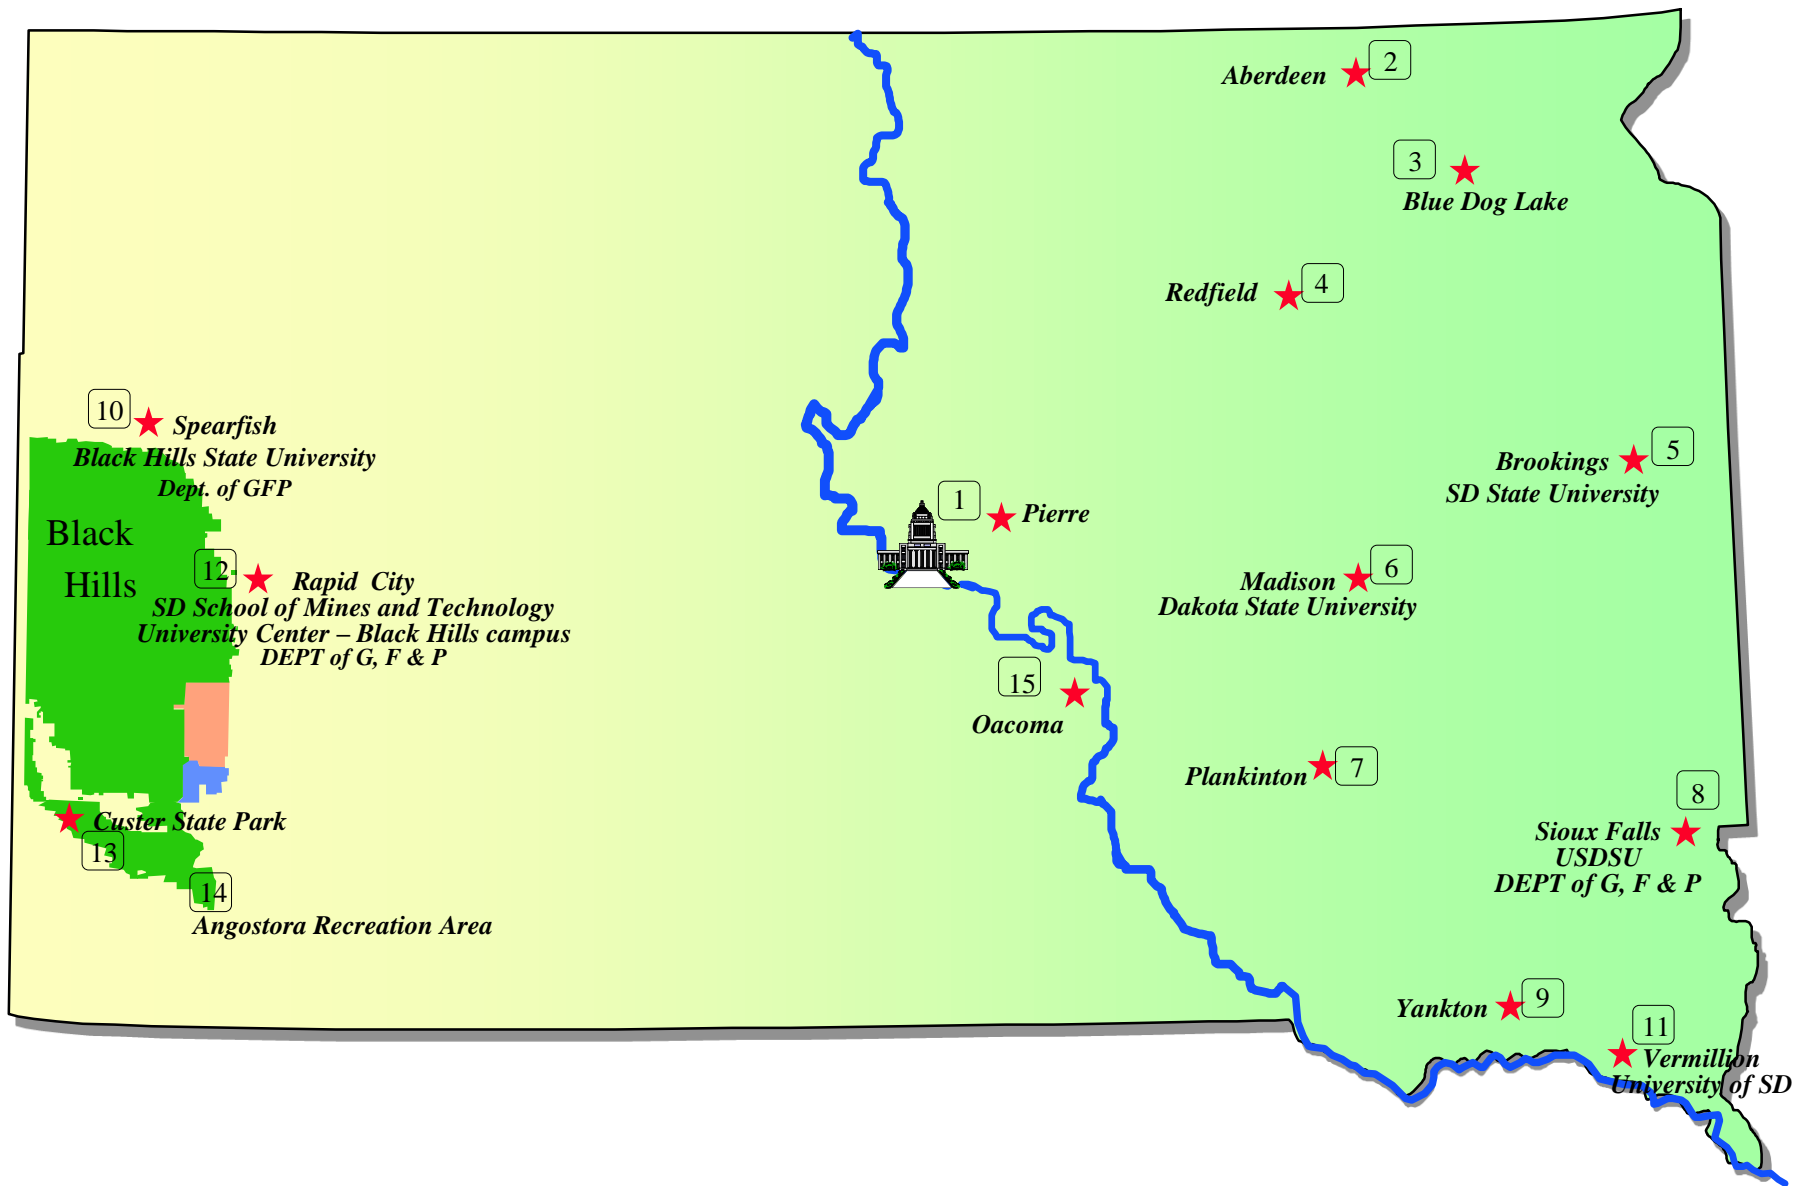 2
Aberdeen
3
Blue Dog Lake
4
Redfield
10
Spearfish
Black Hills State University
Dept. of GFP
5
Brookings
SD State University
1
Pierre
Black
Hills
12
Rapid City
SD School of Mines and Technology
University Center – Black Hills campus
DEPT of G, F & P
6
Madison
Dakota State University
15
Oacoma
7
Plankinton
8
Sioux Falls
USDSU
DEPT of G, F & P
Custer State Park
13
14
Angostora Recreation Area
9
Yankton
11
Vermillion
University of SD